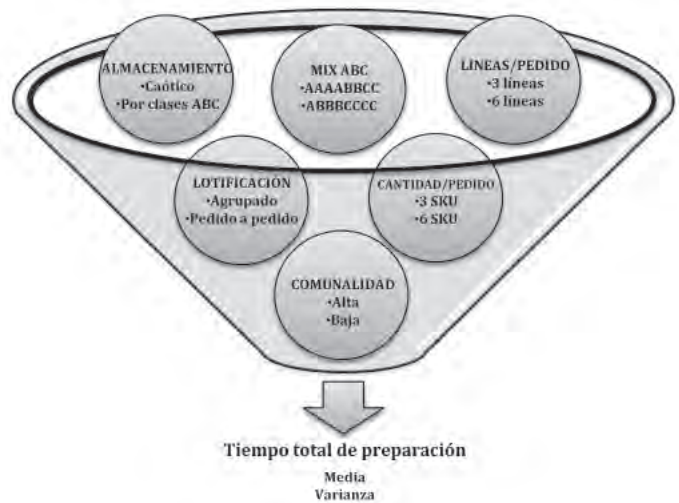 ALMACENAMIENTO
•Caótico
•Por clases ABC
MIX ABC
•AAAABBCC
•ABBBCCCC
LÍNEAS/PEDIDO
•3 líneas
•6 líneas
LOTIFICACIÓN
•Agrupado
•Pedido a pedido
CANTIDAD/PEDIDO
•3 SKU
•6 SKU
COMUNALIDAD
•Alta
•Baja
Tiempo total de preparación
Media
Varianza